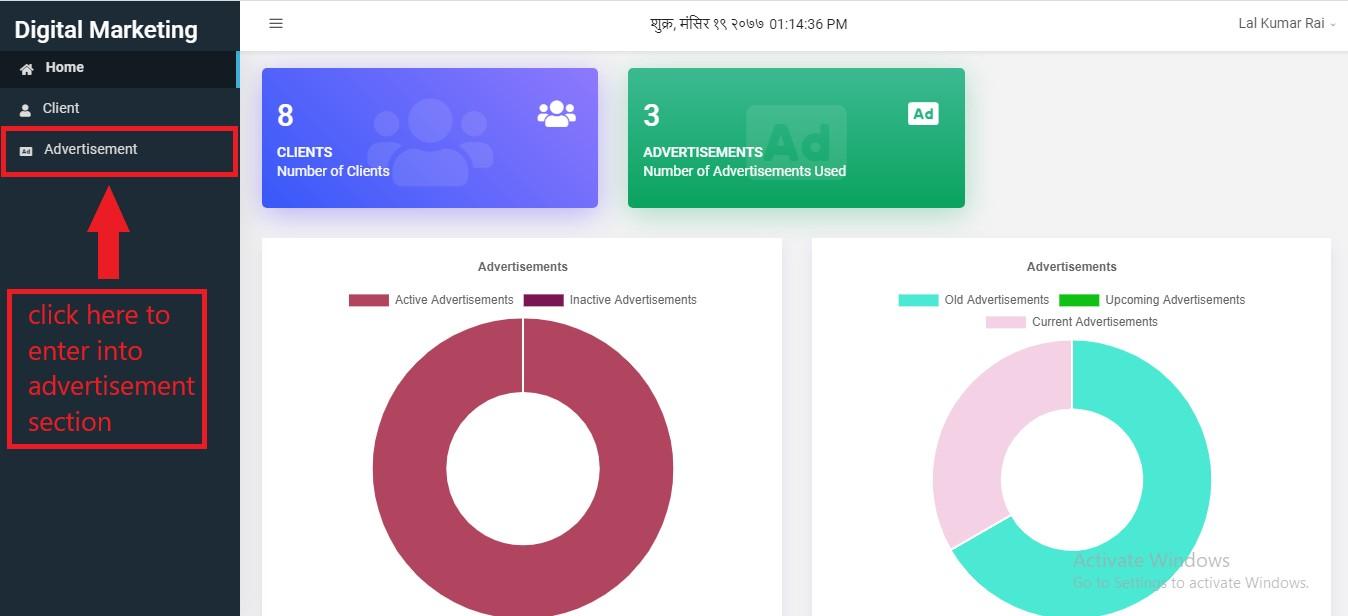 Digital Marketing
शुक्र, मंसिर १९ २०७७ 01:14:36 PM
Lal Kumar Rai
Home
Client
Ad Advertisement
click here to
enter into
advertisement
section
8
CLIENTS
Number of Clients
3
Ad
Ad
ADVERTISEMENTS
Number of Advertisements Used
Advertisements
Active Advertisements Inactive Advertisements
Advertisements
Old Advertisements Upcoming Advertisements
Current Advertisements
Activate Windows
Go to Settings to activate Windows.